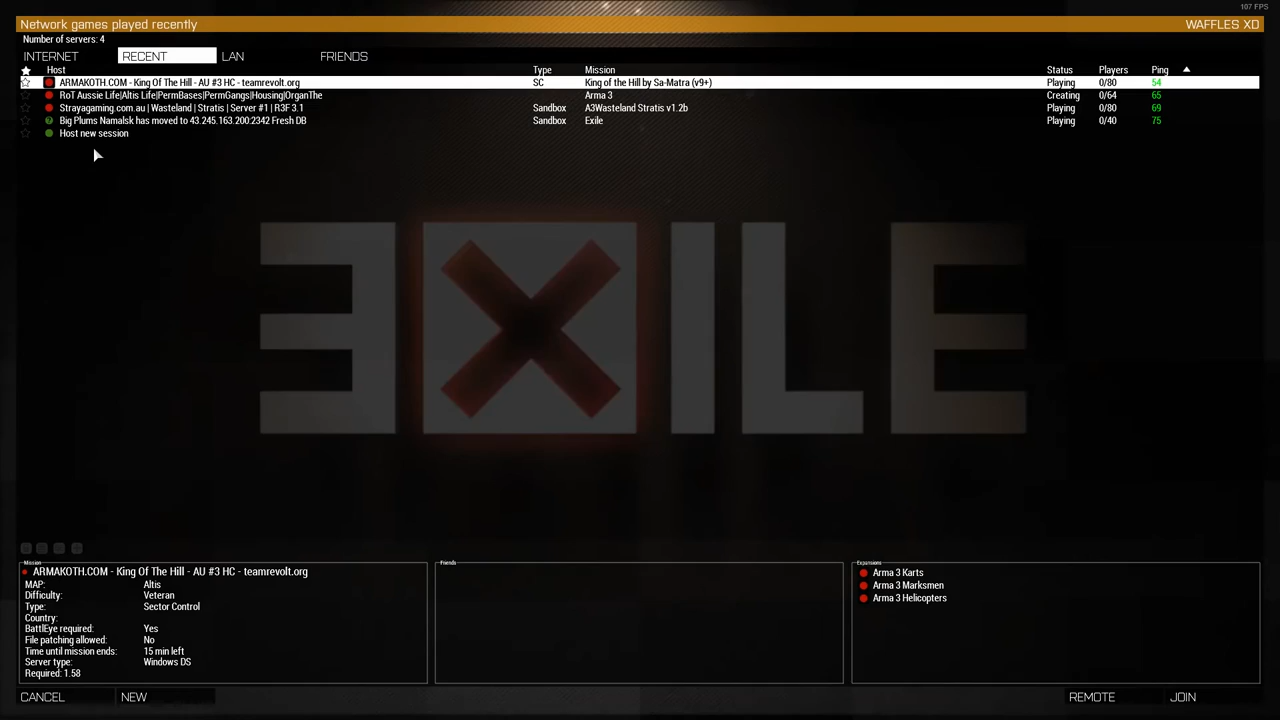 107 FPS
Network games played recently WAFFLES XD
Number of servers: 4
INTERNET RECENT LAN FRIENDS
Host Type Mission Status Players Ping
ARMAKOTH.COM - King Of The Hill - AU #3 HC - teamrevolt.org SC King of the Hill by Sa-Matra (v9+) Playing 0/80 54
RoT Aussie Life|Altis Life|PermBases|PermGangs|Housing|OrganThe Arma 3 Creating 0/64 65
Strayagaming.com.au | Wasteland | Stratis | Server #1 | R3F 3.1 Sandbox A3Wasteland Stratis v1.2b Playing 0/80 69
Big Plums Namalsk has moved to 43.245.163.200:2342 Fresh DB Sandbox Exile Playing 0/40 75
Host new session
EXILE
Mission Friends Expansions
ARMAKOTH.COM - King Of The Hill - AU #3 HC - teamrevolt.org Arma 3 Karts
MAP: Altis Arma 3 Marksmen
Difficulty: Veteran Arma 3 Helicopters
Type: Sector Control
Country:
BattlEye required: Yes
File patching allowed: No
Time until mission ends: 15 min left
Server type: Windows DS
Required: 1.58
CANCEL NEW REMOTE JOIN